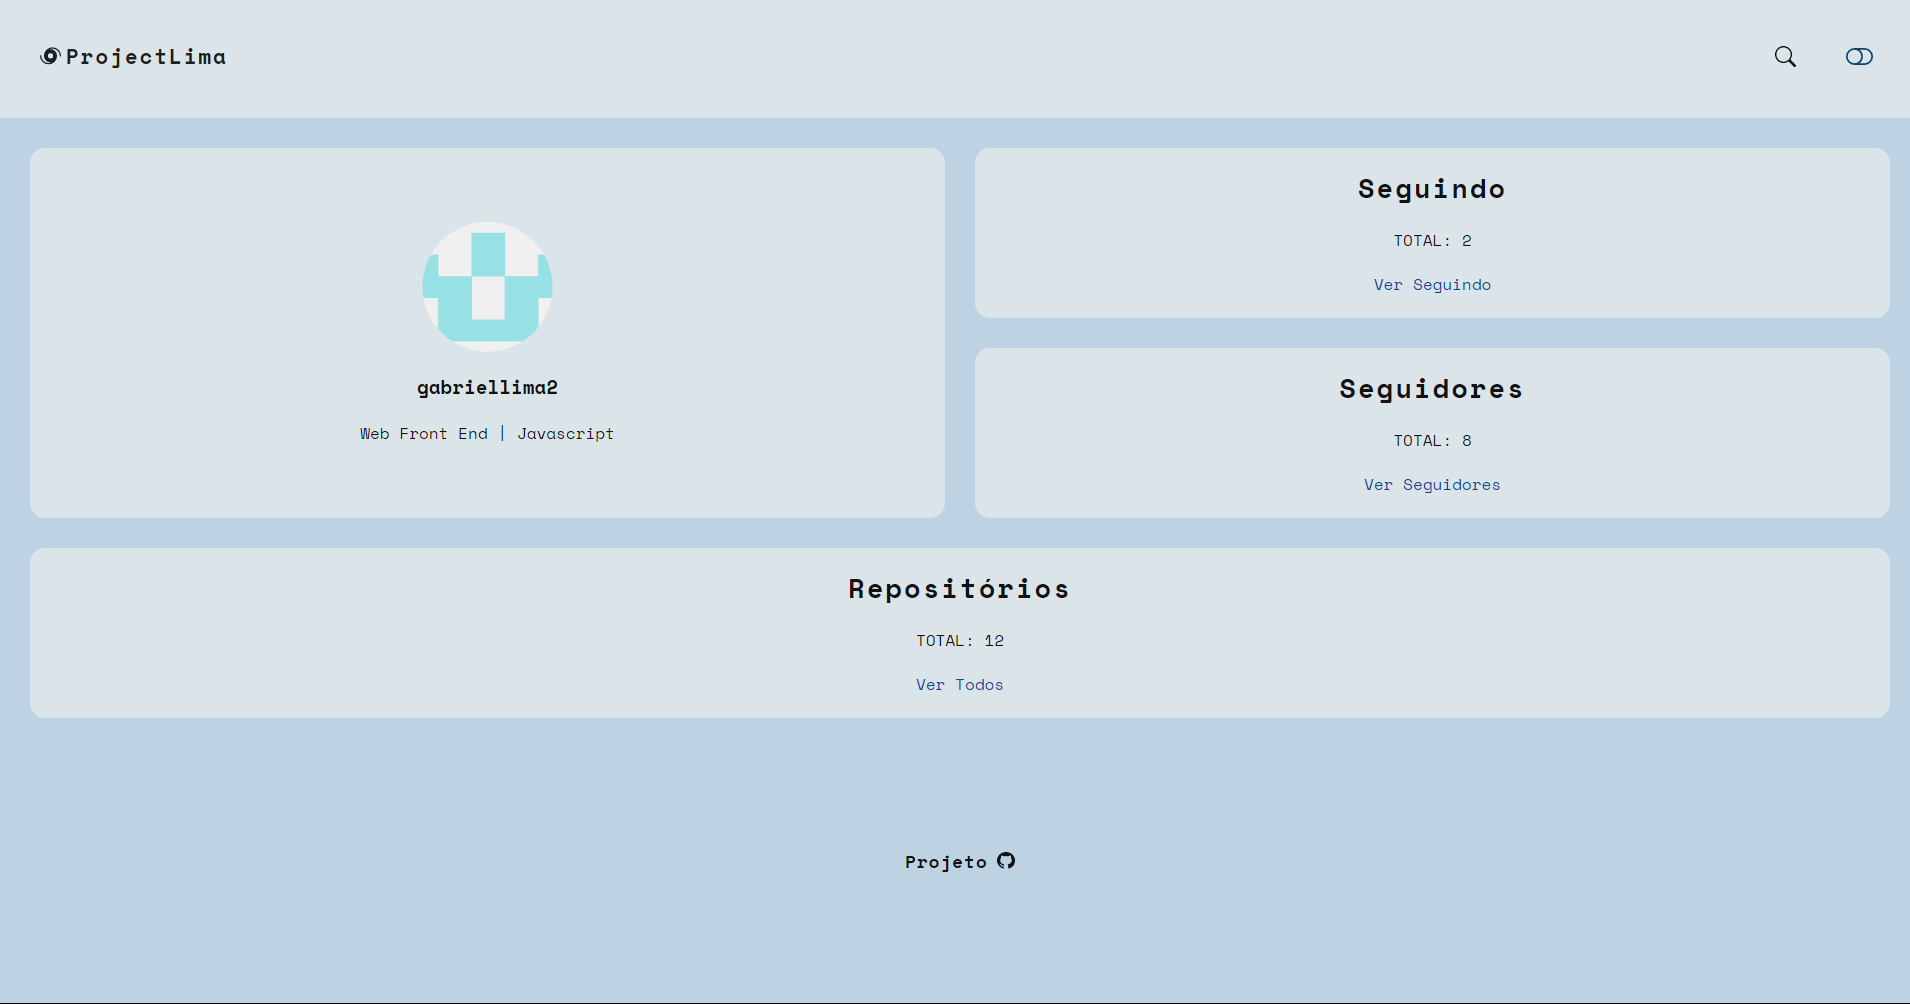 ProjectLima
gabriellima2
Web Front End | Javascript
Seguindo
TOTAL: 2
Ver Seguindo
Seguidores
TOTAL: 8
Ver Seguidores
Repositórios
TOTAL: 12
Ver Todos
Projeto